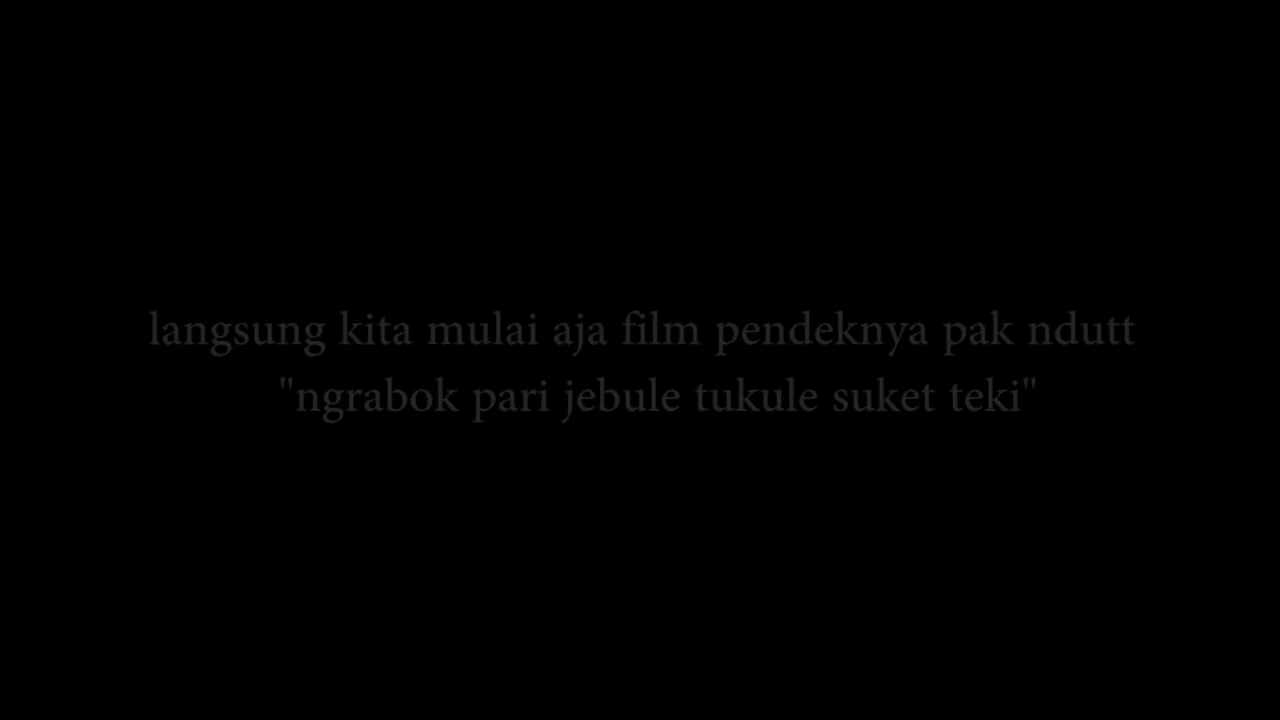 langsung kita mulai aja film pendeknya pak ndutt
"ngrabok pari jebule tukule suket teki"